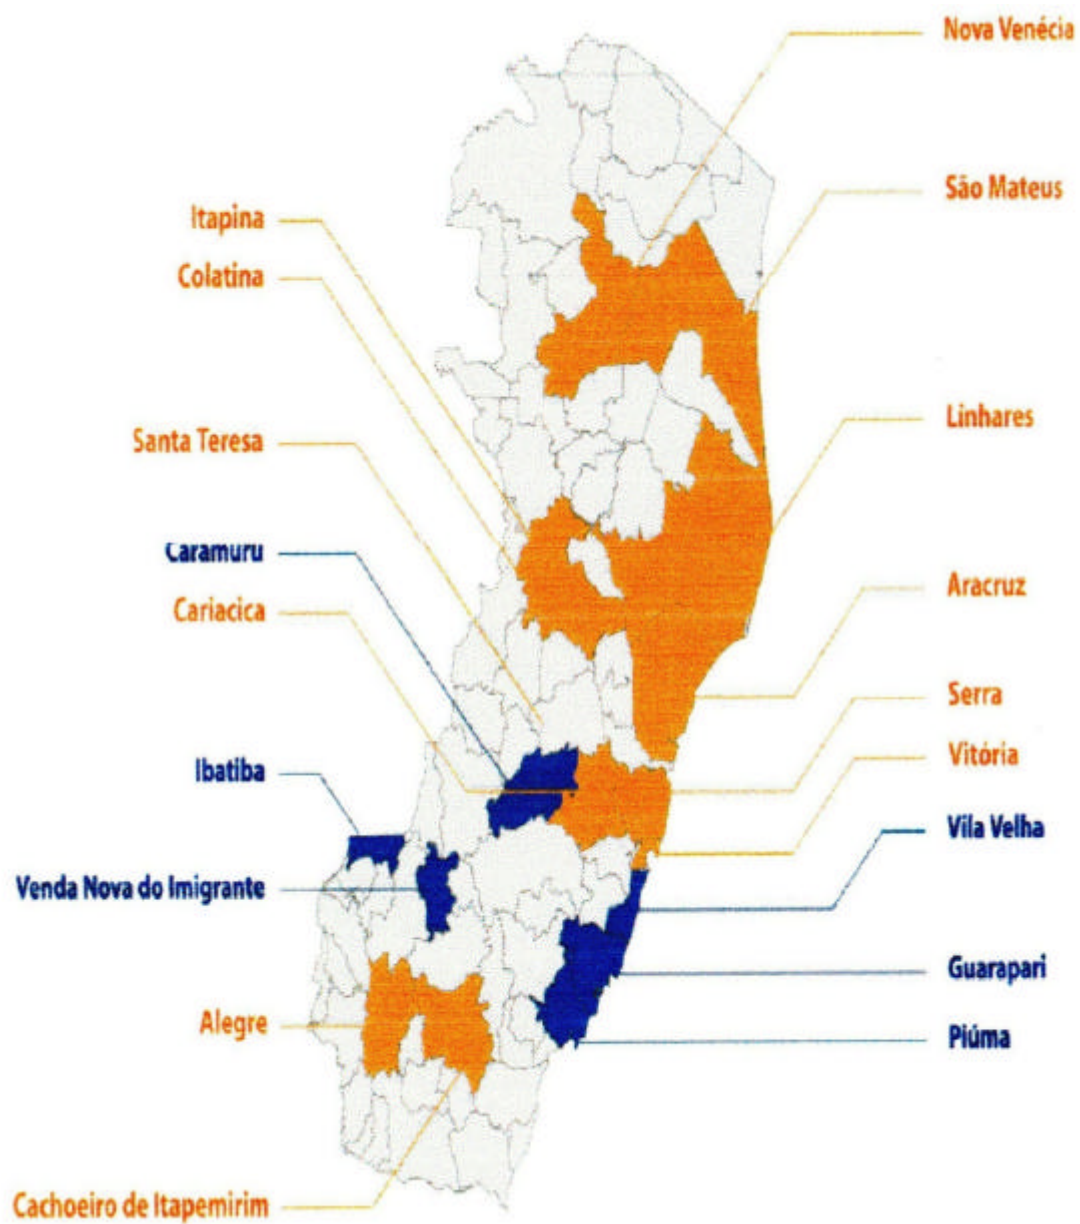 Nova Venécia
São Mateus
Itapina
Colatina
Linhares
Santa Teresa
Caramuru
Aracruz
Cariacica
Serra
Vitória
Ibatiba
Vila Velha
Venda Nova do Imigrante
Guarapari
Alegre
Piúma
Cachoeiro de Itapemirim